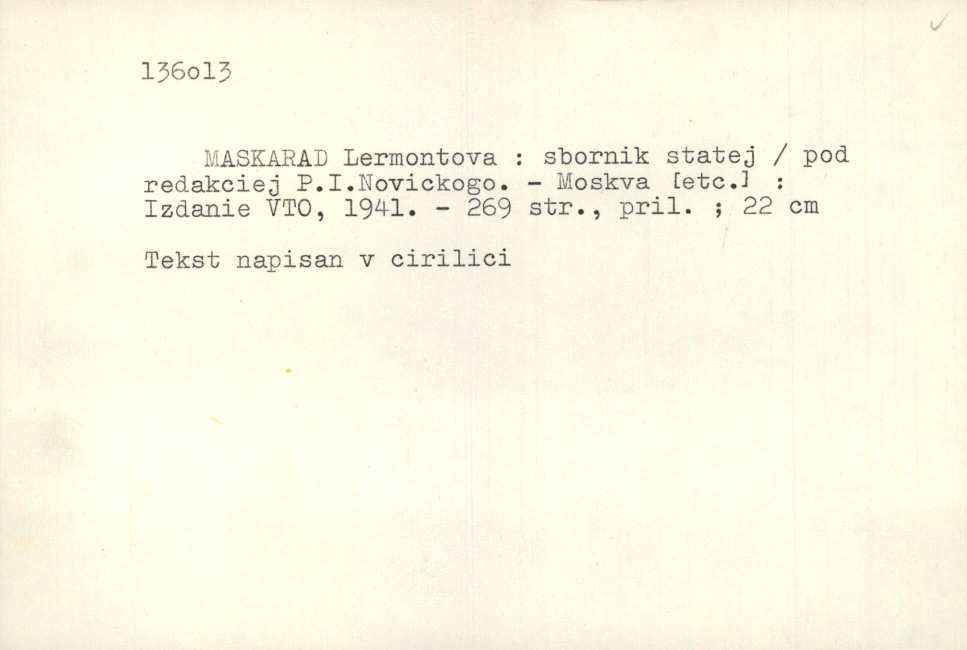 136o13
MASKARAD Lermontova : sbornik statej / pod
redakciej P.I.Novickogo. - Moskva [etc.] :
Izdanie VTO, 1941. - 269 str., pril. ; 22 cm
Tekst napisan v cirilici